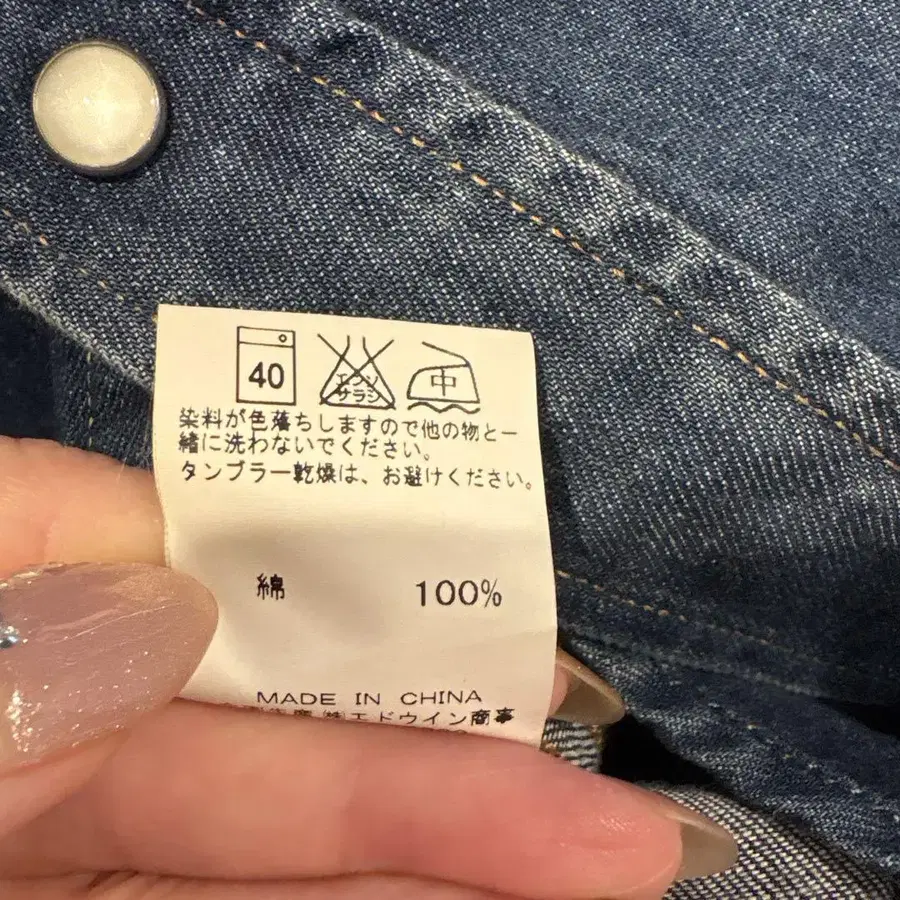 40
エンソ
サラシ
中
染料が色落ちしますので他の物と一
緒に洗わないでください。
タンブラー乾燥は、お避けください。
綿 100%
MADE IN CHINA
㈱エドウイン商事